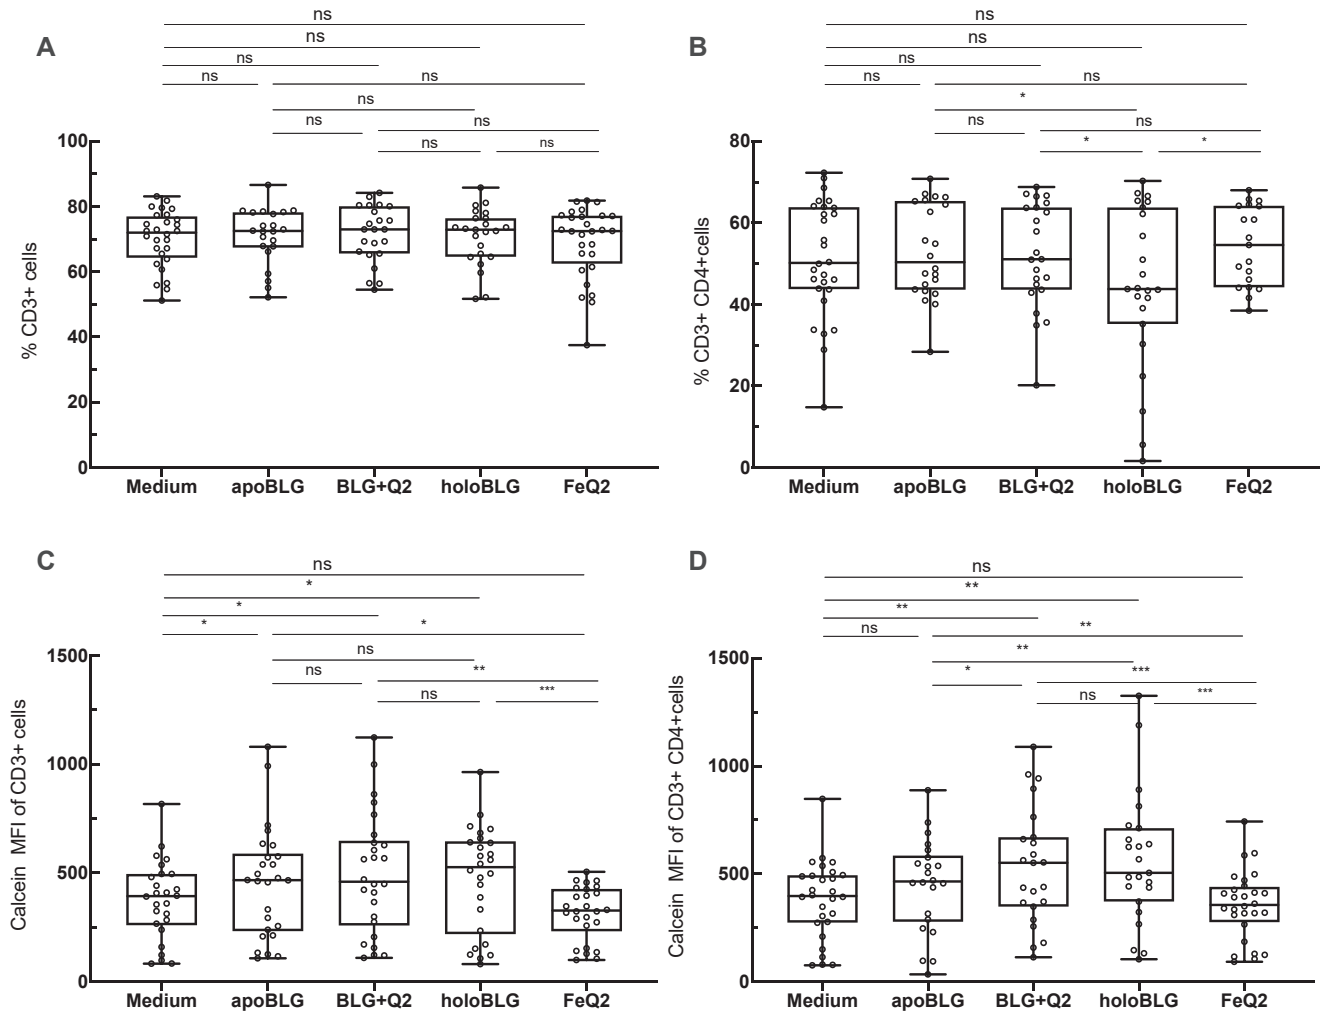 A
ns
ns
ns
ns ns
ns
ns ns
ns ns
% CD3+ cells
100
80
60
40
20
0
Medium apoBLG BLG+Q2 holoBLG FeQ2
B
ns
ns
ns
ns ns
*
ns ns
* *
% CD3+ CD4+cells
80
60
40
20
0
Medium apoBLG BLG+Q2 holoBLG FeQ2
C
ns
*
*
* *
ns
ns **
ns ***
Calcein MFI of CD3+ cells
1500
1000
500
0
Medium apoBLG BLG+Q2 holoBLG FeQ2
D
ns
**
**
ns **
**
* ***
ns ***
Calcein MFI of CD3+ CD4+cells
1500
1000
500
0
Medium apoBLG BLG+Q2 holoBLG FeQ2